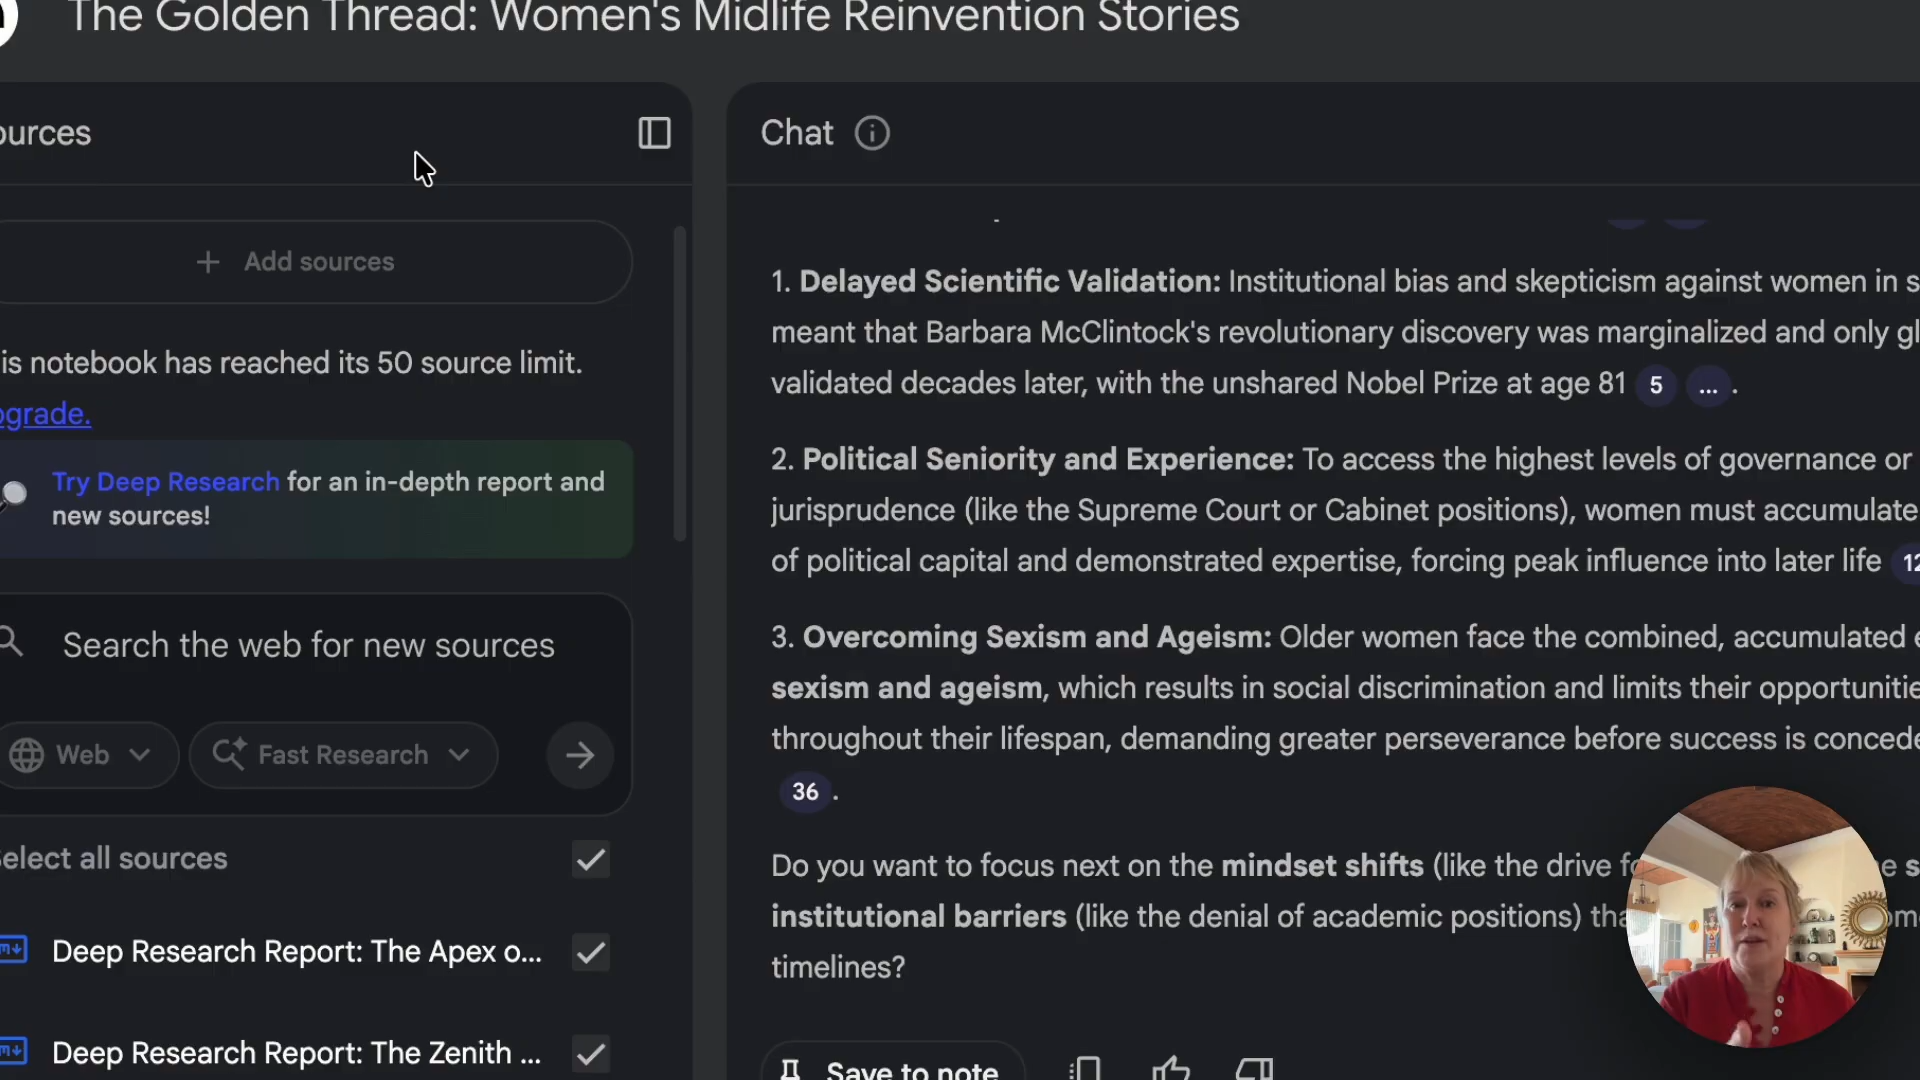 The Golden Thread: Women's Midlife Reinvention Stories
ources
Chat
+ Add sources
is notebook has reached its 50 source limit.
pgrade.
Try Deep Research for an in-depth report and
new sources!
Search the web for new sources
Web
Fast Research
Select all sources
Deep Research Report: The Apex o...
Deep Research Report: The Zenith ...
1. Delayed Scientific Validation: Institutional bias and skepticism against women in s
meant that Barbara McClintock's revolutionary discovery was marginalized and only gl
validated decades later, with the unshared Nobel Prize at age 81 5 ... .
2. Political Seniority and Experience: To access the highest levels of governance or
jurisprudence (like the Supreme Court or Cabinet positions), women must accumulate
of political capital and demonstrated expertise, forcing peak influence into later life 12
3. Overcoming Sexism and Ageism: Older women face the combined, accumulated e
sexism and ageism, which results in social discrimination and limits their opportunitie
throughout their lifespan, demanding greater perseverance before success is concede
36 .
Do you want to focus next on the mindset shifts (like the drive fo
institutional barriers (like the denial of academic positions) tha
timelines?
Save to note